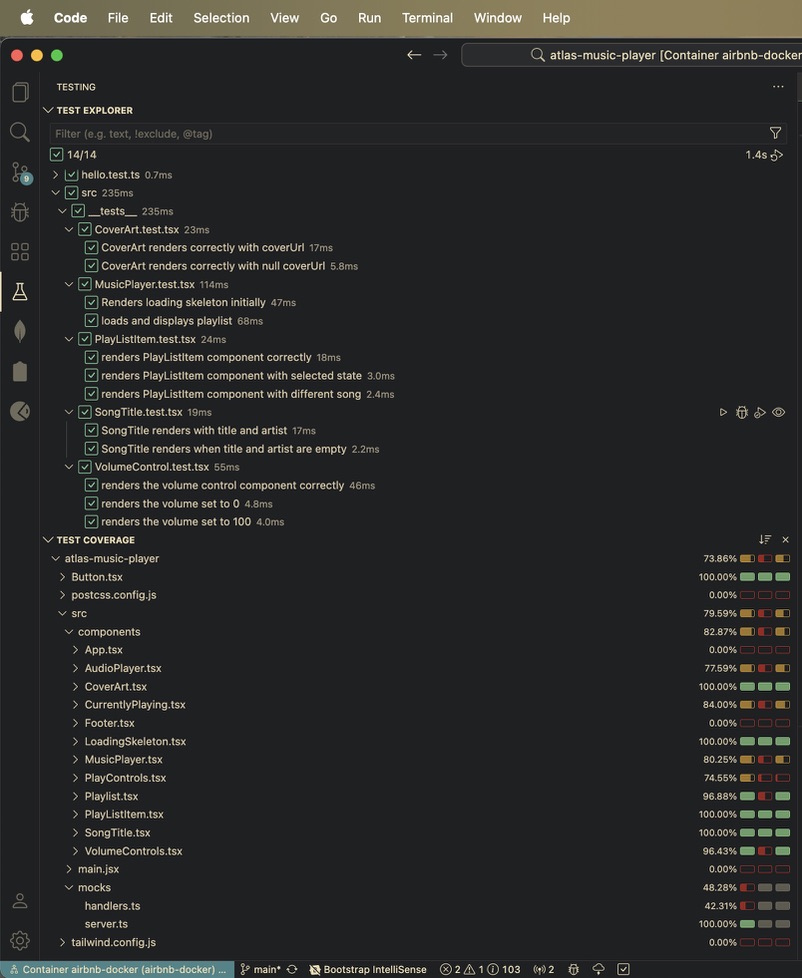 Code File Edit Selection View Go Run Terminal Window Help
atlas-music-player [Container airbnb-docker
TESTING
TEST EXPLORER
Filter (e.g. text, !exclude, @tag)
14/14 1.4s
hello.test.ts 0.7ms
9
src 235ms
__tests__ 235ms
CoverArt.test.tsx 23ms
CoverArt renders correctly with coverUrl 17ms
CoverArt renders correctly with null coverUrl 5.8ms
MusicPlayer.test.tsx 114ms
Renders loading skeleton initially 47ms
loads and displays playlist 68ms
PlayListItem.test.tsx 24ms
renders PlayListItem component correctly 18ms
renders PlayListItem component with selected state 3.0ms
renders PlayListItem component with different song 2.4ms
SongTitle.test.tsx 19ms
SongTitle renders with title and artist 17ms
SongTitle renders when title and artist are empty 2.2ms
VolumeControl.test.tsx 55ms
renders the volume control component correctly 46ms
renders the volume set to 0 4.8ms
renders the volume set to 100 4.0ms
TEST COVERAGE
atlas-music-player 73.86%
Button.tsx 100.00%
postcss.config.js 0.00%
src 79.59%
components 82.87%
App.tsx 0.00%
AudioPlayer.tsx 77.59%
CoverArt.tsx 100.00%
CurrentlyPlaying.tsx 84.00%
Footer.tsx 0.00%
LoadingSkeleton.tsx 100.00%
MusicPlayer.tsx 80.25%
PlayControls.tsx 74.55%
Playlist.tsx 96.88%
PlayListItem.tsx 100.00%
SongTitle.tsx 100.00%
VolumeControls.tsx 96.43%
main.jsx 0.00%
mocks 48.28%
handlers.ts 42.31%
server.ts 100.00%
tailwind.config.js 0.00%
Container airbnb-docker (airbnb-docker) ... main* Bootstrap IntelliSense 2 1 103 2